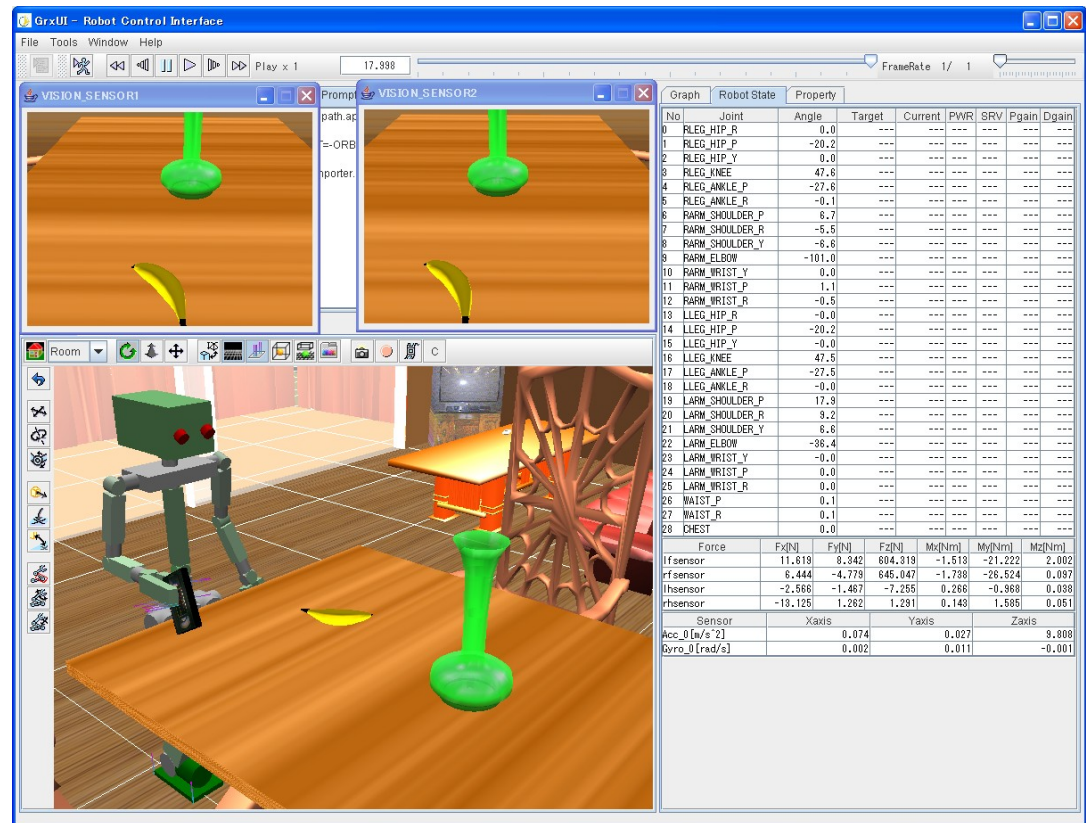 GrxUI - Robot Control Interface
File Tools Window Help
Play x 1 17.998 FrameRate 1/ 1
VISION_SENSOR1
Prompt
VISION_SENSOR2
path.ap
T=-ORB
nporter.
Room
C
Graph Robot State Property
No Joint Angle Target Current PWR SRV Pgain Dgain
0 RLEG_HIP_R 0.0 --- --- --- --- --- ---
1 RLEG_HIP_P -20.2 --- --- --- --- --- ---
2 RLEG_HIP_Y 0.0 --- --- --- --- --- ---
3 RLEG_KNEE 47.6 --- --- --- --- --- ---
4 RLEG_ANKLE_P -27.6 --- --- --- --- --- ---
5 RLEG_ANKLE_R -0.1 --- --- --- --- --- ---
6 RARM_SHOULDER_P 6.7 --- --- --- --- --- ---
7 RARM_SHOULDER_R -5.5 --- --- --- --- --- ---
8 RARM_SHOULDER_Y -6.6 --- --- --- --- --- ---
9 RARM_ELBOW -101.0 --- --- --- --- --- ---
10 RARM_WRIST_Y 0.0 --- --- --- --- --- ---
11 RARM_WRIST_P 1.1 --- --- --- --- --- ---
12 RARM_WRIST_R -0.5 --- --- --- --- --- ---
13 LLEG_HIP_R -0.0 --- --- --- --- --- ---
14 LLEG_HIP_P -20.2 --- --- --- --- --- ---
15 LLEG_HIP_Y -0.0 --- --- --- --- --- ---
16 LLEG_KNEE 47.5 --- --- --- --- --- ---
17 LLEG_ANKLE_P -27.5 --- --- --- --- --- ---
18 LLEG_ANKLE_R -0.0 --- --- --- --- --- ---
19 LARM_SHOULDER_P 17.9 --- --- --- --- --- ---
20 LARM_SHOULDER_R 9.2 --- --- --- --- --- ---
21 LARM_SHOULDER_Y 6.6 --- --- --- --- --- ---
22 LARM_ELBOW -36.4 --- --- --- --- --- ---
23 LARM_WRIST_Y -0.0 --- --- --- --- --- ---
24 LARM_WRIST_P 0.0 --- --- --- --- --- ---
25 LARM_WRIST_R 0.0 --- --- --- --- --- ---
26 WAIST_P 0.1 --- --- --- --- --- ---
27 WAIST_R 0.1 --- --- --- --- --- ---
28 CHEST 0.0 --- --- --- --- --- ---
Force Fx[N] Fy[N] Fz[N] Mx[Nm] My[Nm] Mz[Nm]
lfsensor 11.619 8.342 604.319 -1.513 -21.222 2.002
rfsensor 6.444 -4.779 645.047 -1.738 -26.524 0.097
lhsensor -2.566 -1.467 -7.255 0.266 -0.968 0.038
rhsensor -13.125 1.262 1.291 0.143 1.585 0.051
Sensor Xaxis Yaxis Zaxis
Acc_0[m/s^2] 0.074 0.027 9.808
Gyro_0[rad/s] 0.002 0.011 -0.001